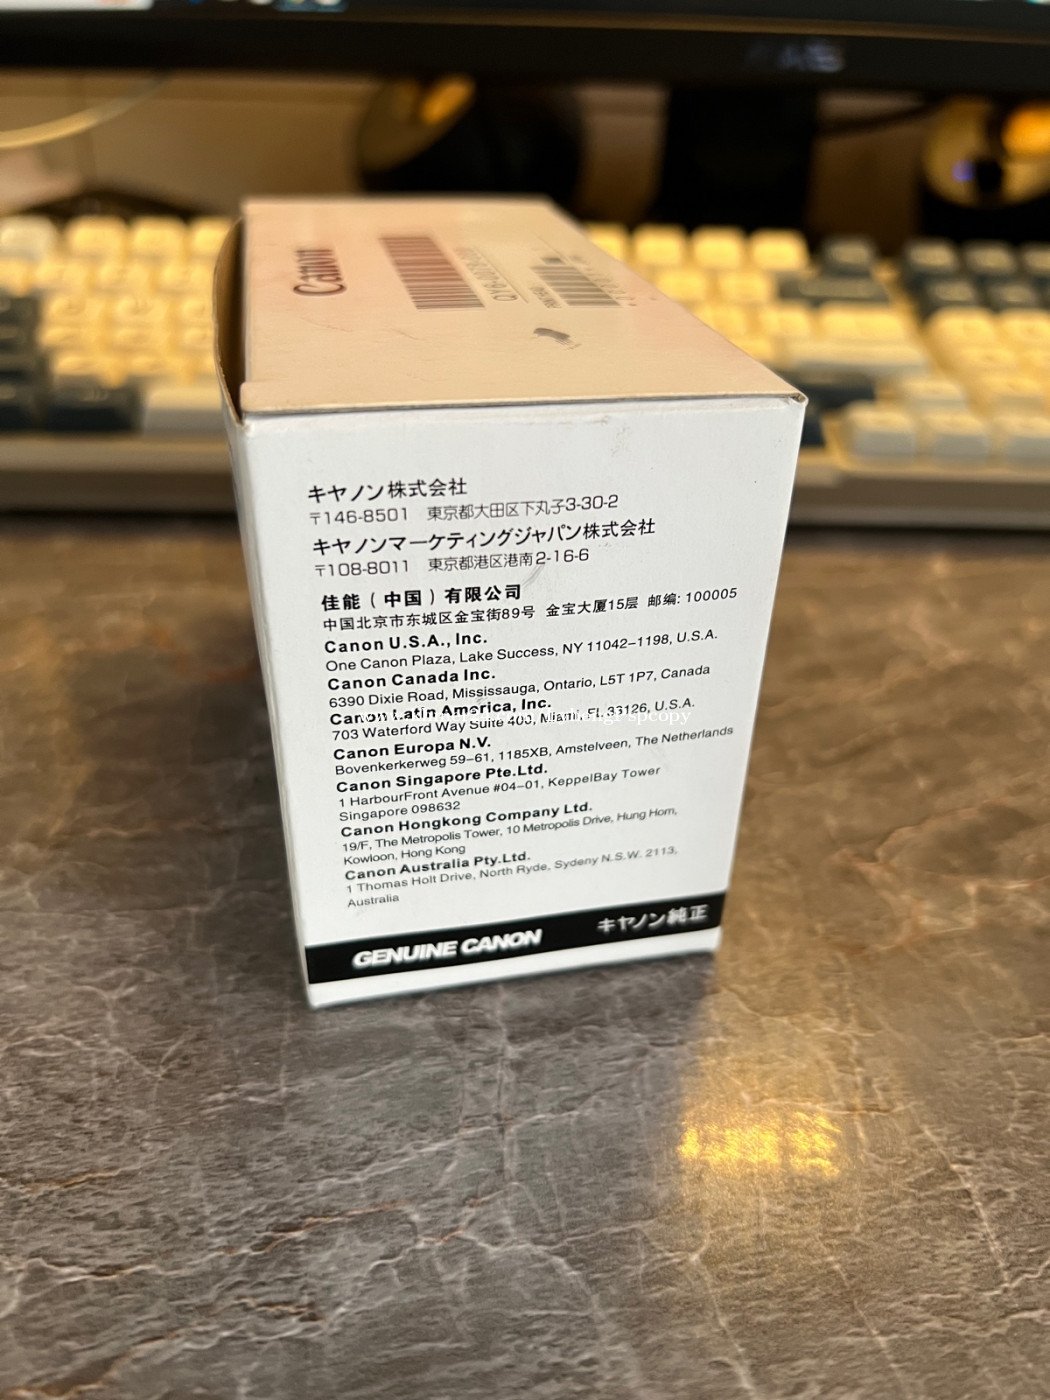 Canon
キヤノン株式会社
〒146-8501 東京都大田区下丸子3-30-2
キヤノンマーケティングジャパン株式会社
〒108-8011 東京都港区港南2-16-6
佳能（中国）有限公司
中国北京市东城区金宝街89号 金宝大厦15层 邮编: 100005
Canon U.S.A., Inc.
One Canon Plaza, Lake Success, NY 11042–1198, U.S.A.
Canon Canada Inc.
6390 Dixie Road, Mississauga, Ontario, L5T 1P7, Canada
Canon Latin America, Inc.
703 Waterford Way Suite 400, Miami, FL 33126, U.S.A.
Canon Europa N.V.
Bovenkerkerweg 59–61, 1185XB, Amstelveen, The Netherlands
Canon Singapore Pte.Ltd.
1 HarbourFront Avenue #04–01, KeppelBay Tower
Singapore 098632
Canon Hongkong Company Ltd.
19/F, The Metropolis Tower, 10 Metropolis Drive, Hung Hom,
Kowloon, Hong Kong
Canon Australia Pty.Ltd.
1 Thomas Holt Drive, North Ryde, Sydeny N.S.W. 2113,
Australia
GENUINE CANON キヤノン純正